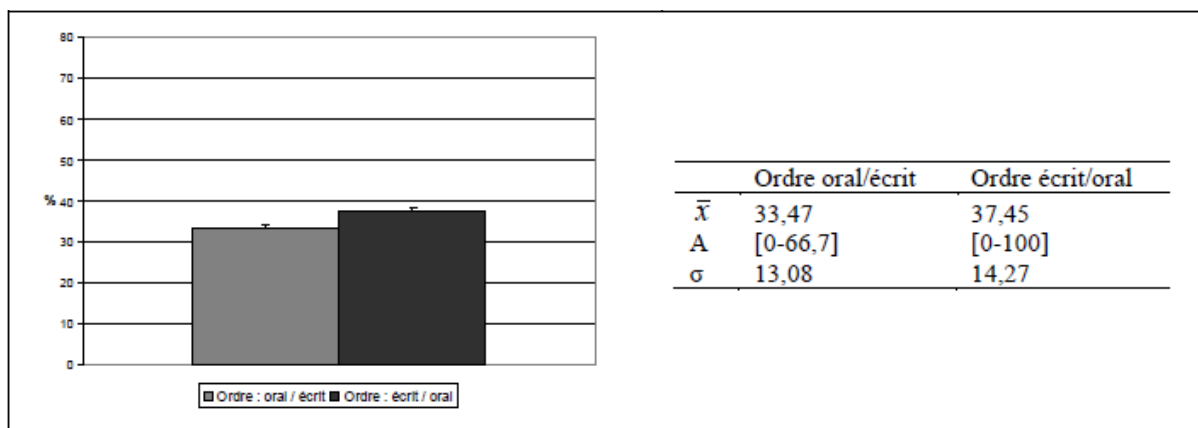 80
70
60
50
% 40
30
20
10
0
Ordre : oral / écrit Ordre : écrit / oral
Ordre oral/écrit Ordre écrit/oral
x̄ 33,47 37,45
A [0-66,7] [0-100]
σ 13,08 14,27